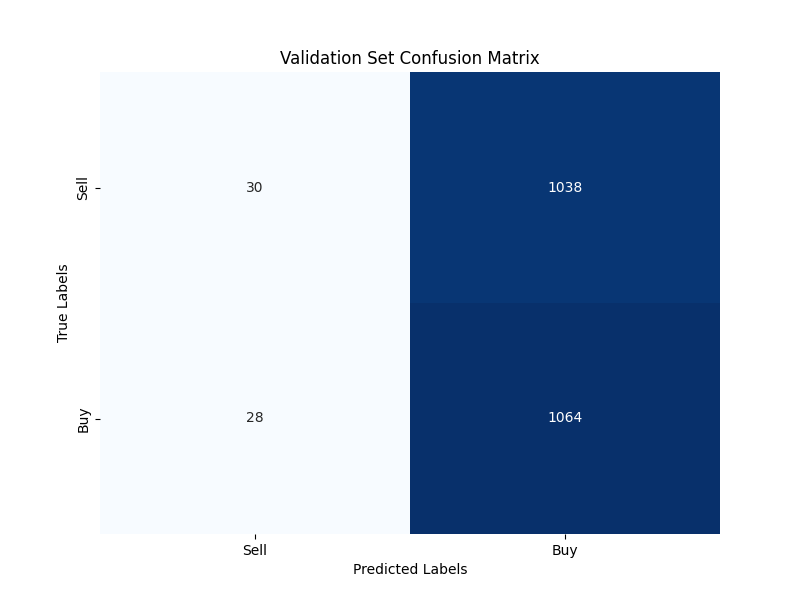 Validation Set Confusion Matrix
Sell
30
1038
True Labels
Buy
28
1064
Sell
Buy
Predicted Labels